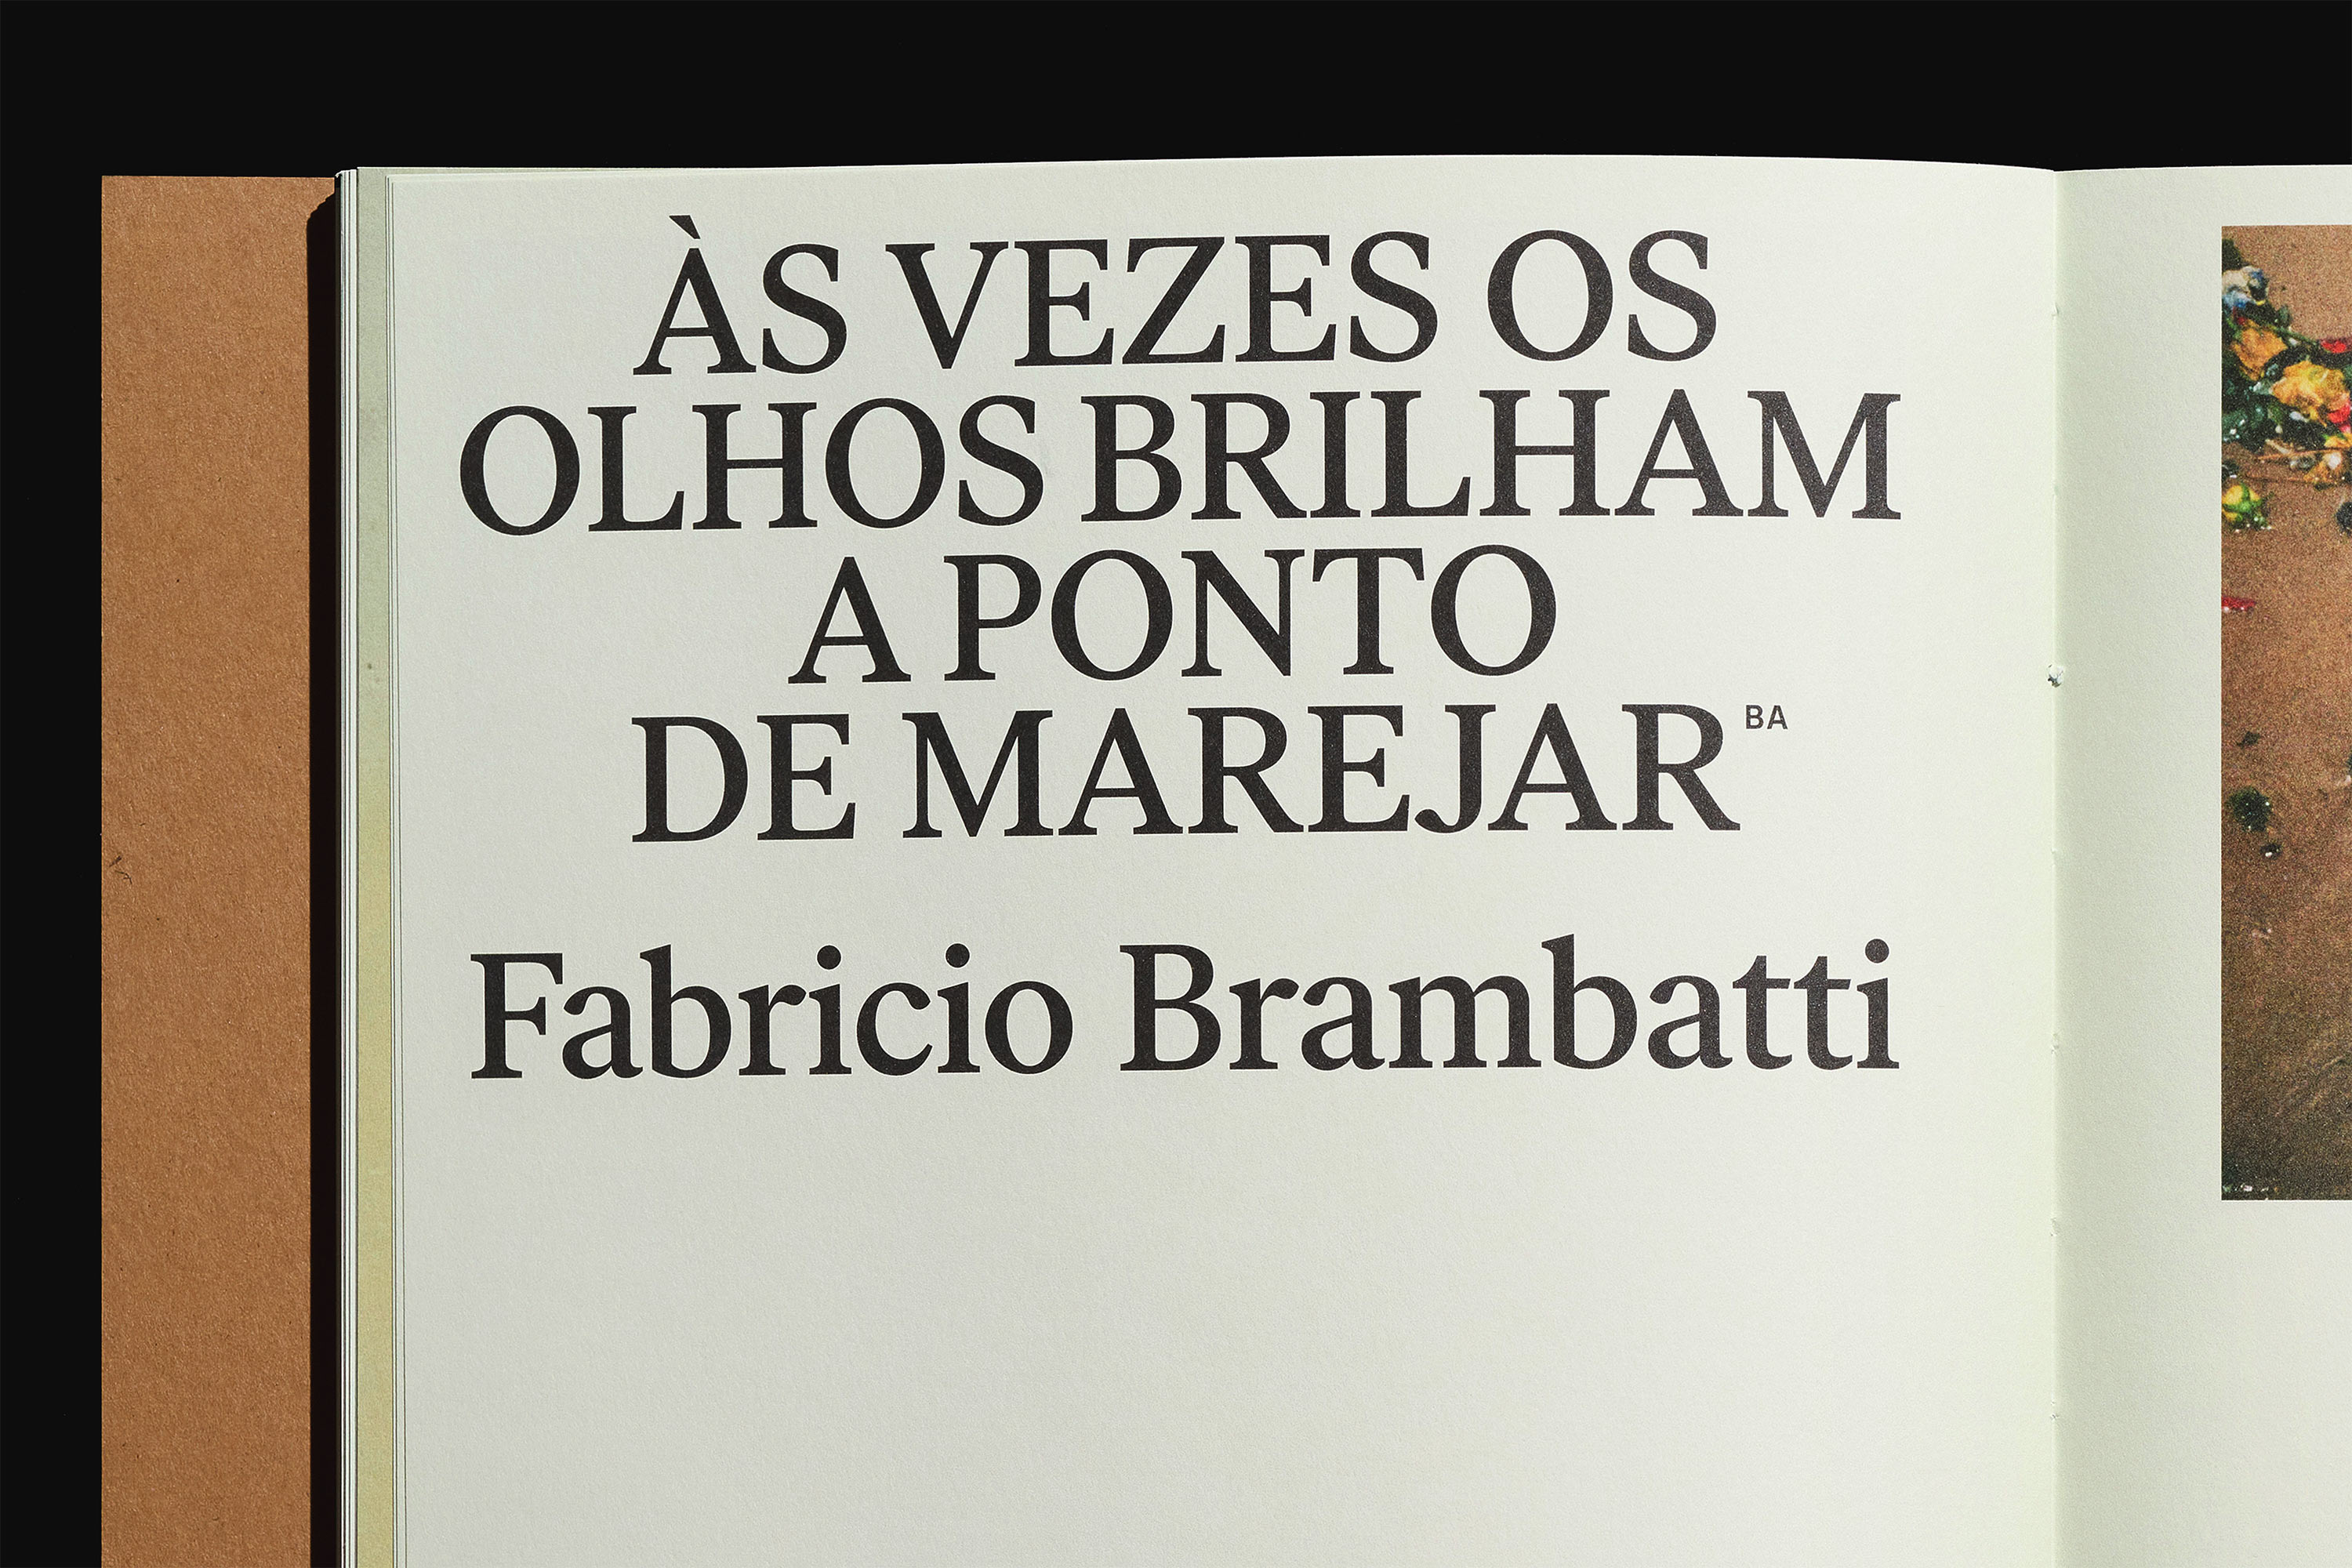 ÀS VEZES OS
OLHOS BRILHAM
A PONTO
DE MAREJAR BA
Fabricio Brambatti